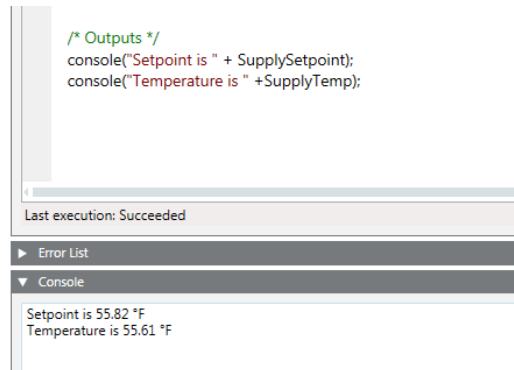 /* Outputs */
console("Setpoint is " + SupplySetpoint);
console("Temperature is " +SupplyTemp);
Last execution: Succeeded
Error List
Console
Setpoint is 55.82 °F
Temperature is 55.61 °F